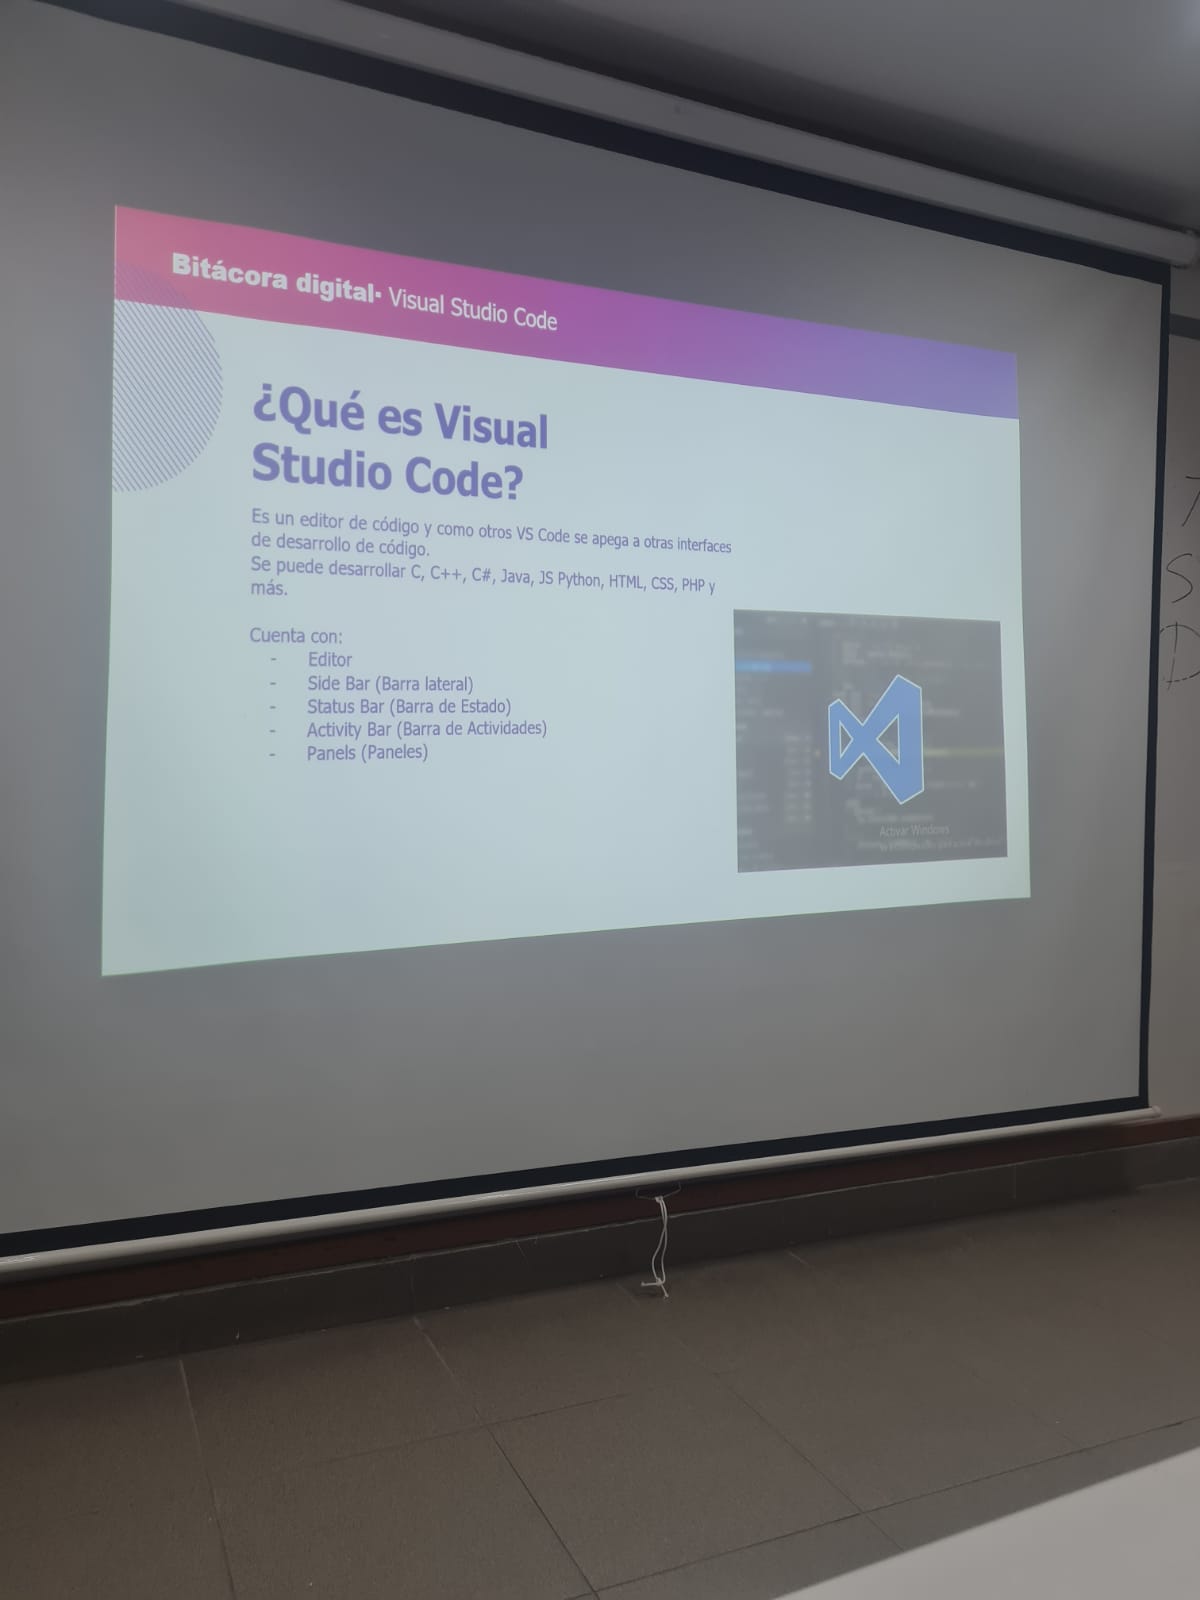 Bitácora digital· Visual Studio Code
¿Qué es Visual
Studio Code?
Es un editor de código y como otros VS Code se apega a otras interfaces
de desarrollo de código.
Se puede desarrollar C, C++, C#, Java, JS Python, HTML, CSS, PHP y
más.
Cuenta con:
- Editor
- Side Bar (Barra lateral)
- Status Bar (Barra de Estado)
- Activity Bar (Barra de Actividades)
- Panels (Paneles)
Activar Windows